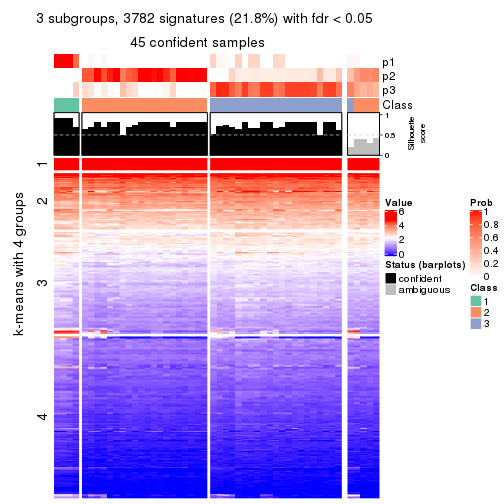 3 subgroups, 3782 signatures (21.8%) with fdr < 0.05
45 confident samples
p1
p2
p3
Class
1
0.5
0
Silhouette
score
k-means with 4 groups
1
2
3
4
Value
6
4
2
0
Status (barplots)
confident
ambiguous
Prob
1
0.8
0.6
0.4
0.2
0
Class
1
2
3